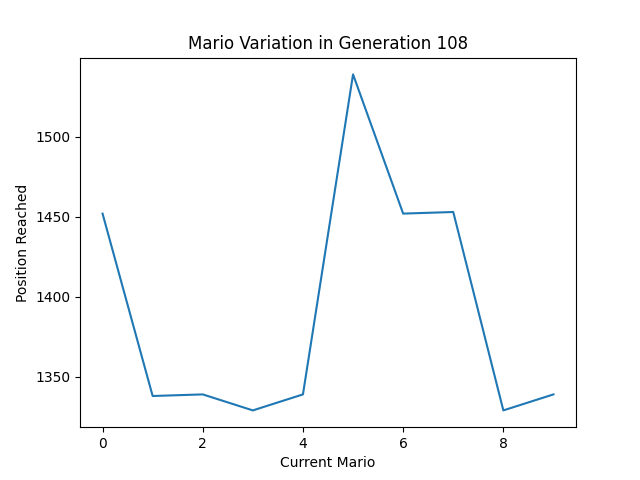 Mario Variation in Generation 108
Position Reached
1500
1450
1400
1350
0 2 4 6 8
Current Mario